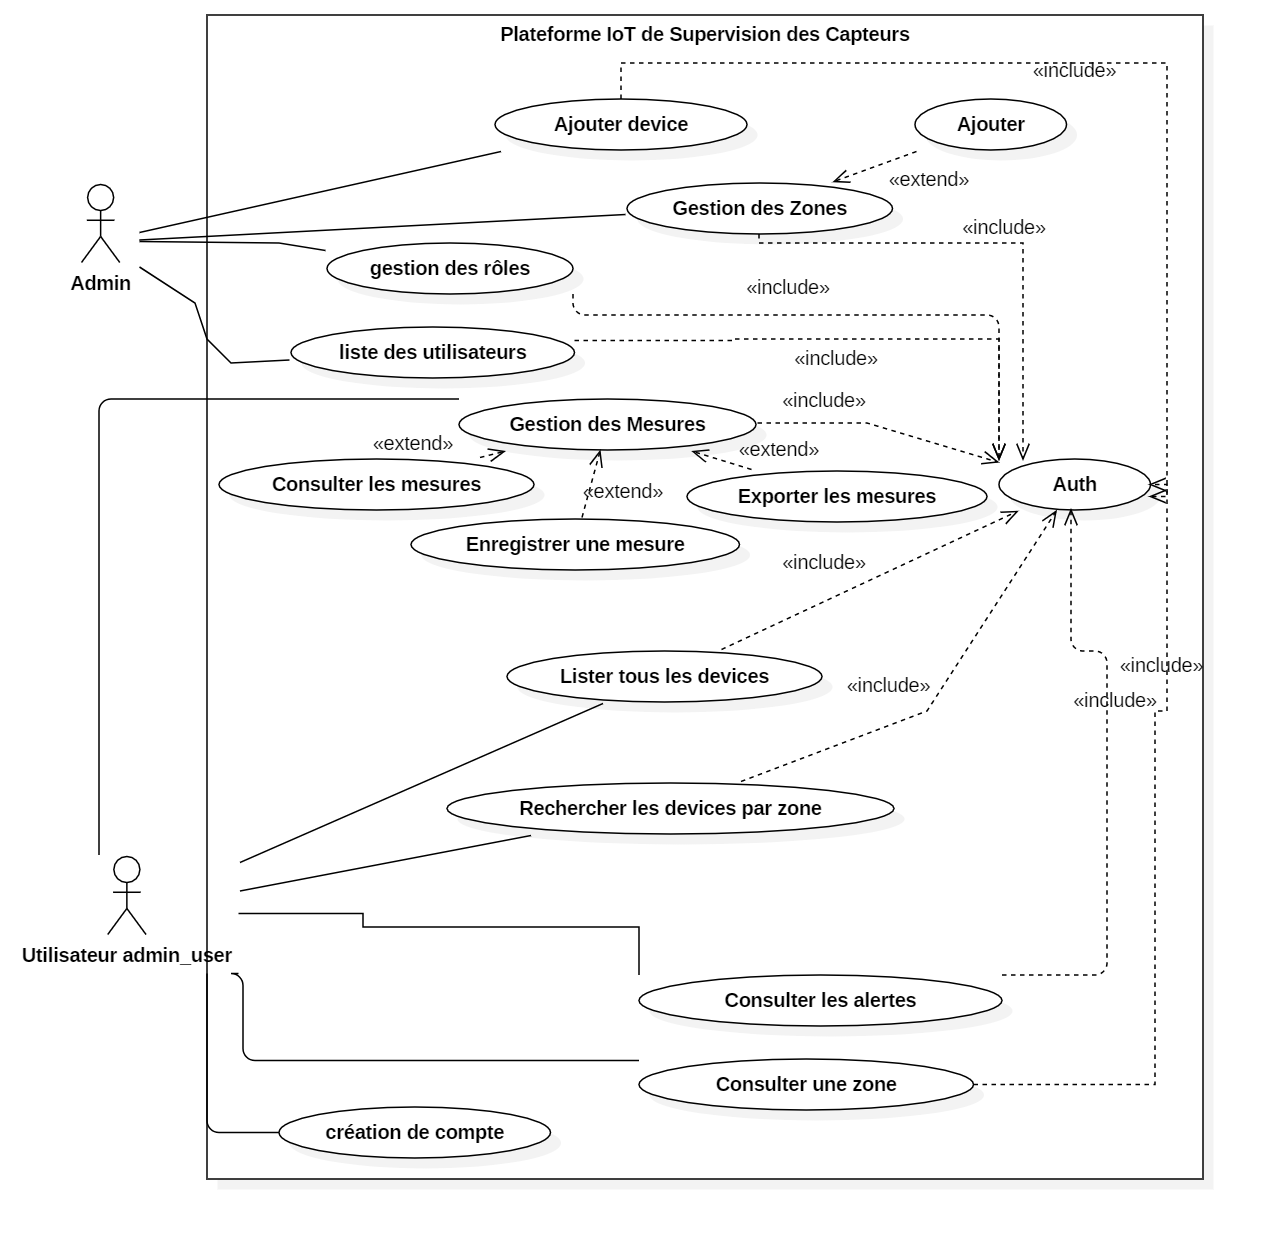 Plateforme IoT de Supervision des Capteurs
«include»
Ajouter device
Ajouter
«extend»
Gestion des Zones
«include»
gestion des rôles
Admin
«include»
liste des utilisateurs
«include»
«include»
Gestion des Mesures
«extend»
«extend»
Consulter les mesures
«extend»
Exporter les mesures
Auth
Enregistrer une mesure
«include»
Lister tous les devices
«include»
«include»
«include»
Rechercher les devices par zone
Utilisateur admin_user
Consulter les alertes
Consulter une zone
création de compte